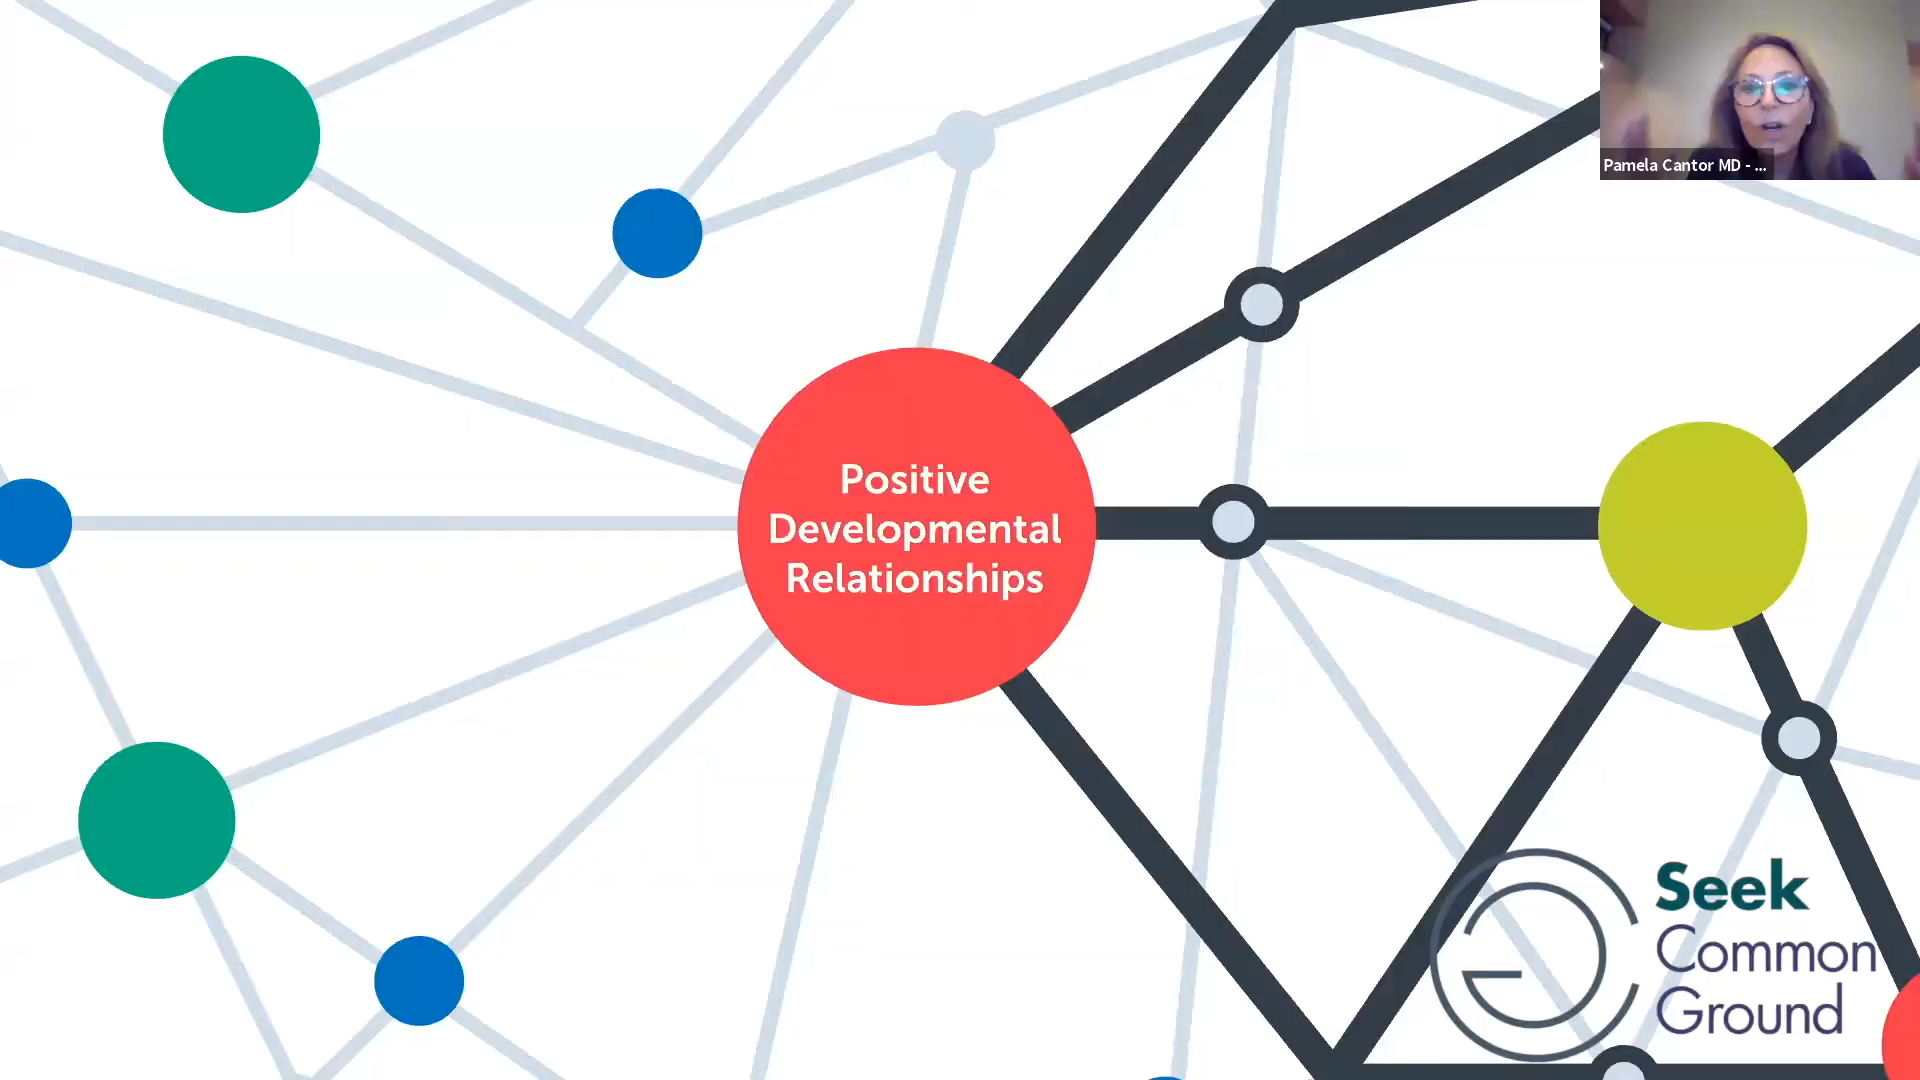 Pamela Cantor MD - ...
Positive
Developmental
Relationships
Seek
Common
Ground